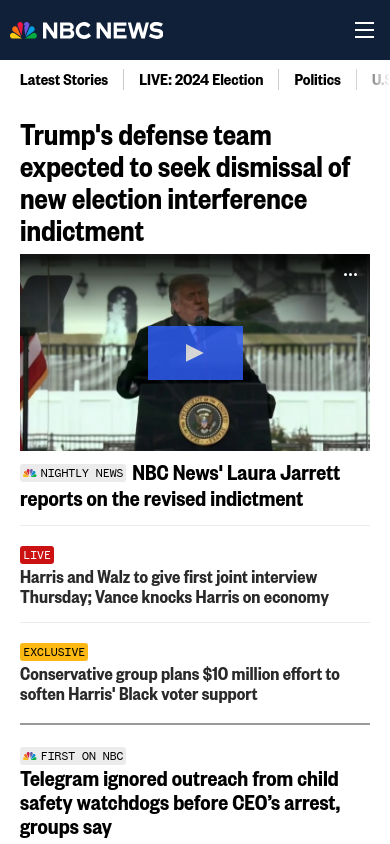 NBC NEWS
Latest Stories
LIVE: 2024 Election
Politics
U.S
Trump's defense team
expected to seek dismissal of
new election interference
indictment
NIGHTLY NEWS NBC News' Laura Jarrett
reports on the revised indictment
LIVE
Harris and Walz to give first joint interview
Thursday; Vance knocks Harris on economy
EXCLUSIVE
Conservative group plans $10 million effort to
soften Harris' Black voter support
FIRST ON NBC
Telegram ignored outreach from child
safety watchdogs before CEO’s arrest,
groups say